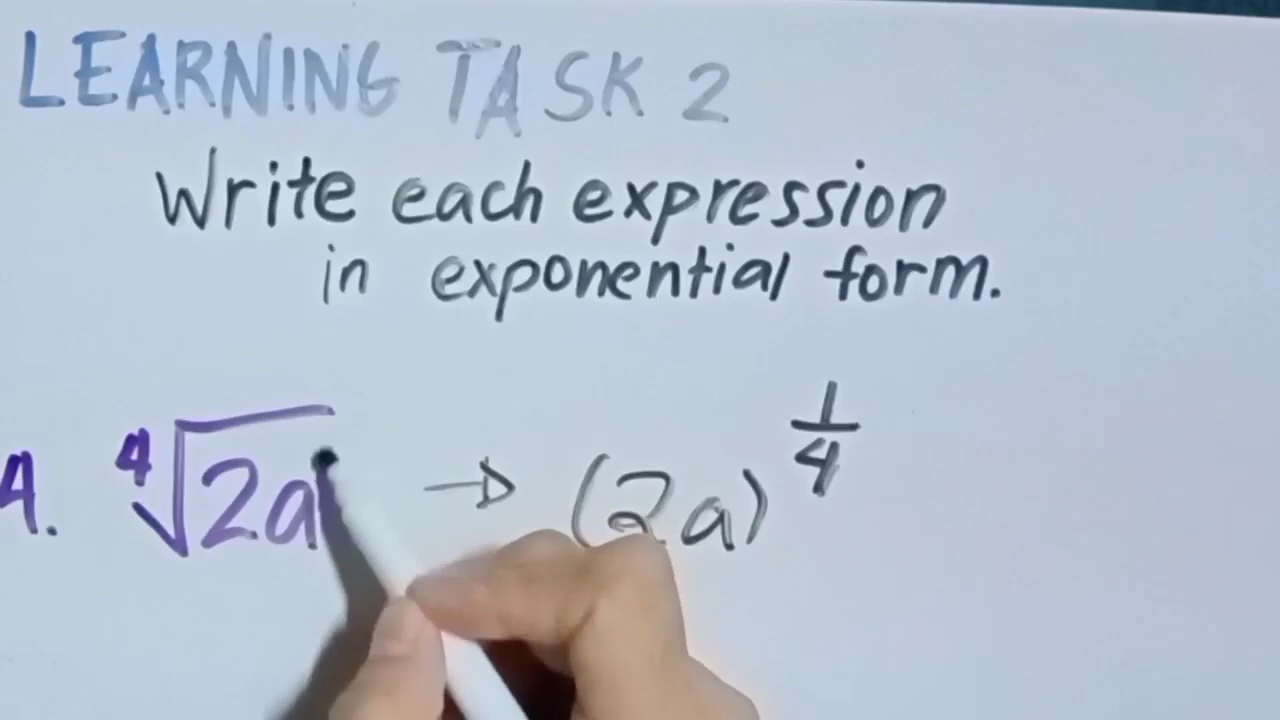 LEARNING TASK 2
Write each expression
in exponential form.
4. ∜2a → (2a)^(1/4)